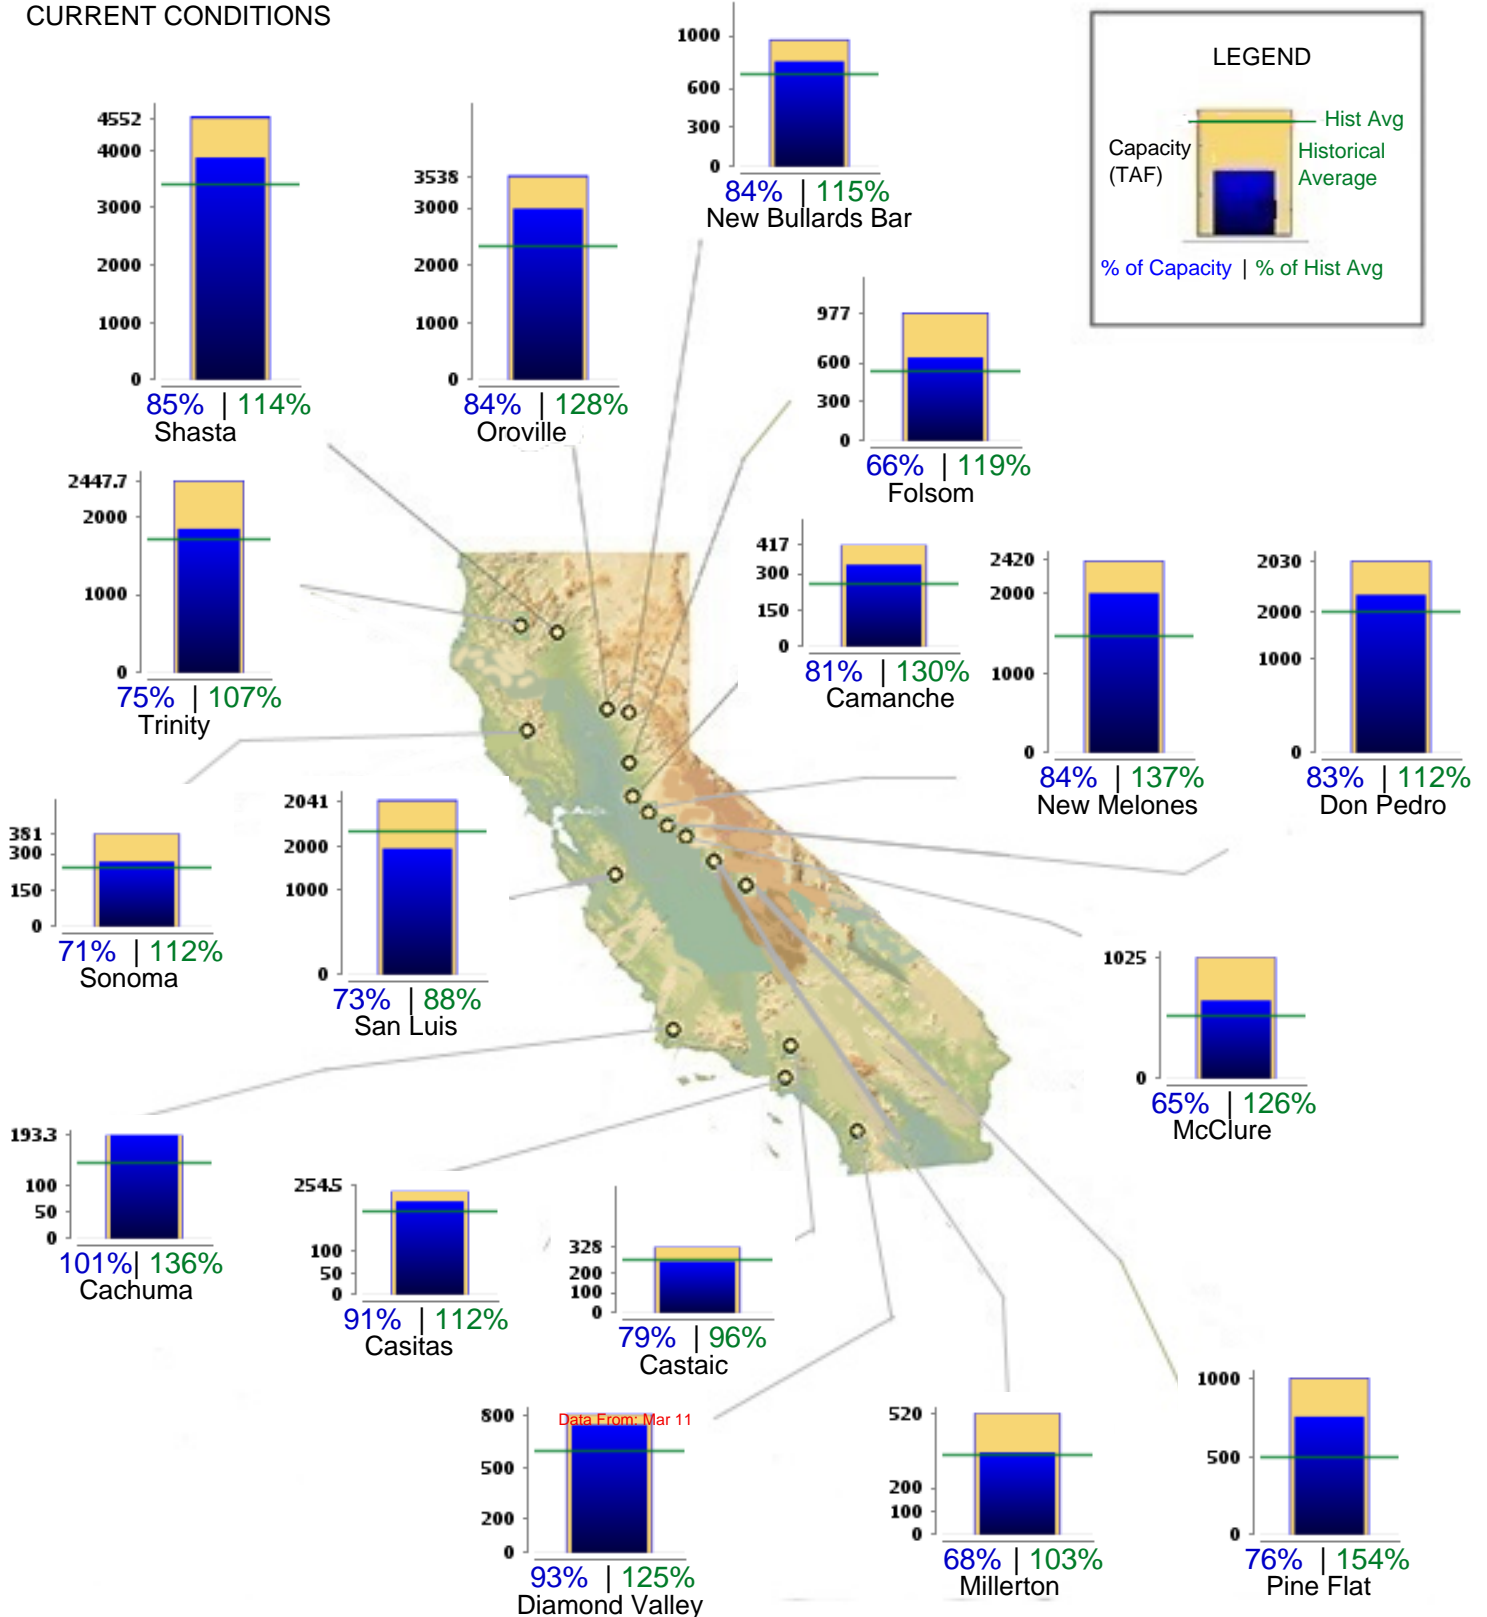 CURRENT CONDITIONS
1000
600
300
0
84% | 115%
New Bullards Bar
LEGEND
Hist Avg
Capacity
(TAF)
Historical
Average
% of Capacity | % of Hist Avg
4552
4000
3000
2000
1000
0
85% | 114%
Shasta
3538
3000
2000
1000
0
84% | 128%
Oroville
977
600
300
0
66% | 119%
Folsom
2447.7
2000
1000
0
75% | 107%
Trinity
417
300
150
0
81% | 130%
Camanche
2420
2000
1000
0
84% | 137%
New Melones
2030
2000
1000
0
83% | 112%
Don Pedro
381
300
150
0
71% | 112%
Sonoma
2041
2000
1000
0
73% | 88%
San Luis
1025
0
65% | 126%
McClure
193.3
100
50
0
101% | 136%
Cachuma
254.5
100
50
0
91% | 112%
Casitas
328
200
100
0
79% | 96%
Castaic
800
Data From: Mar 11
500
200
0
93% | 125%
Diamond Valley
520
200
100
0
68% | 103%
Millerton
1000
500
0
76% | 154%
Pine Flat